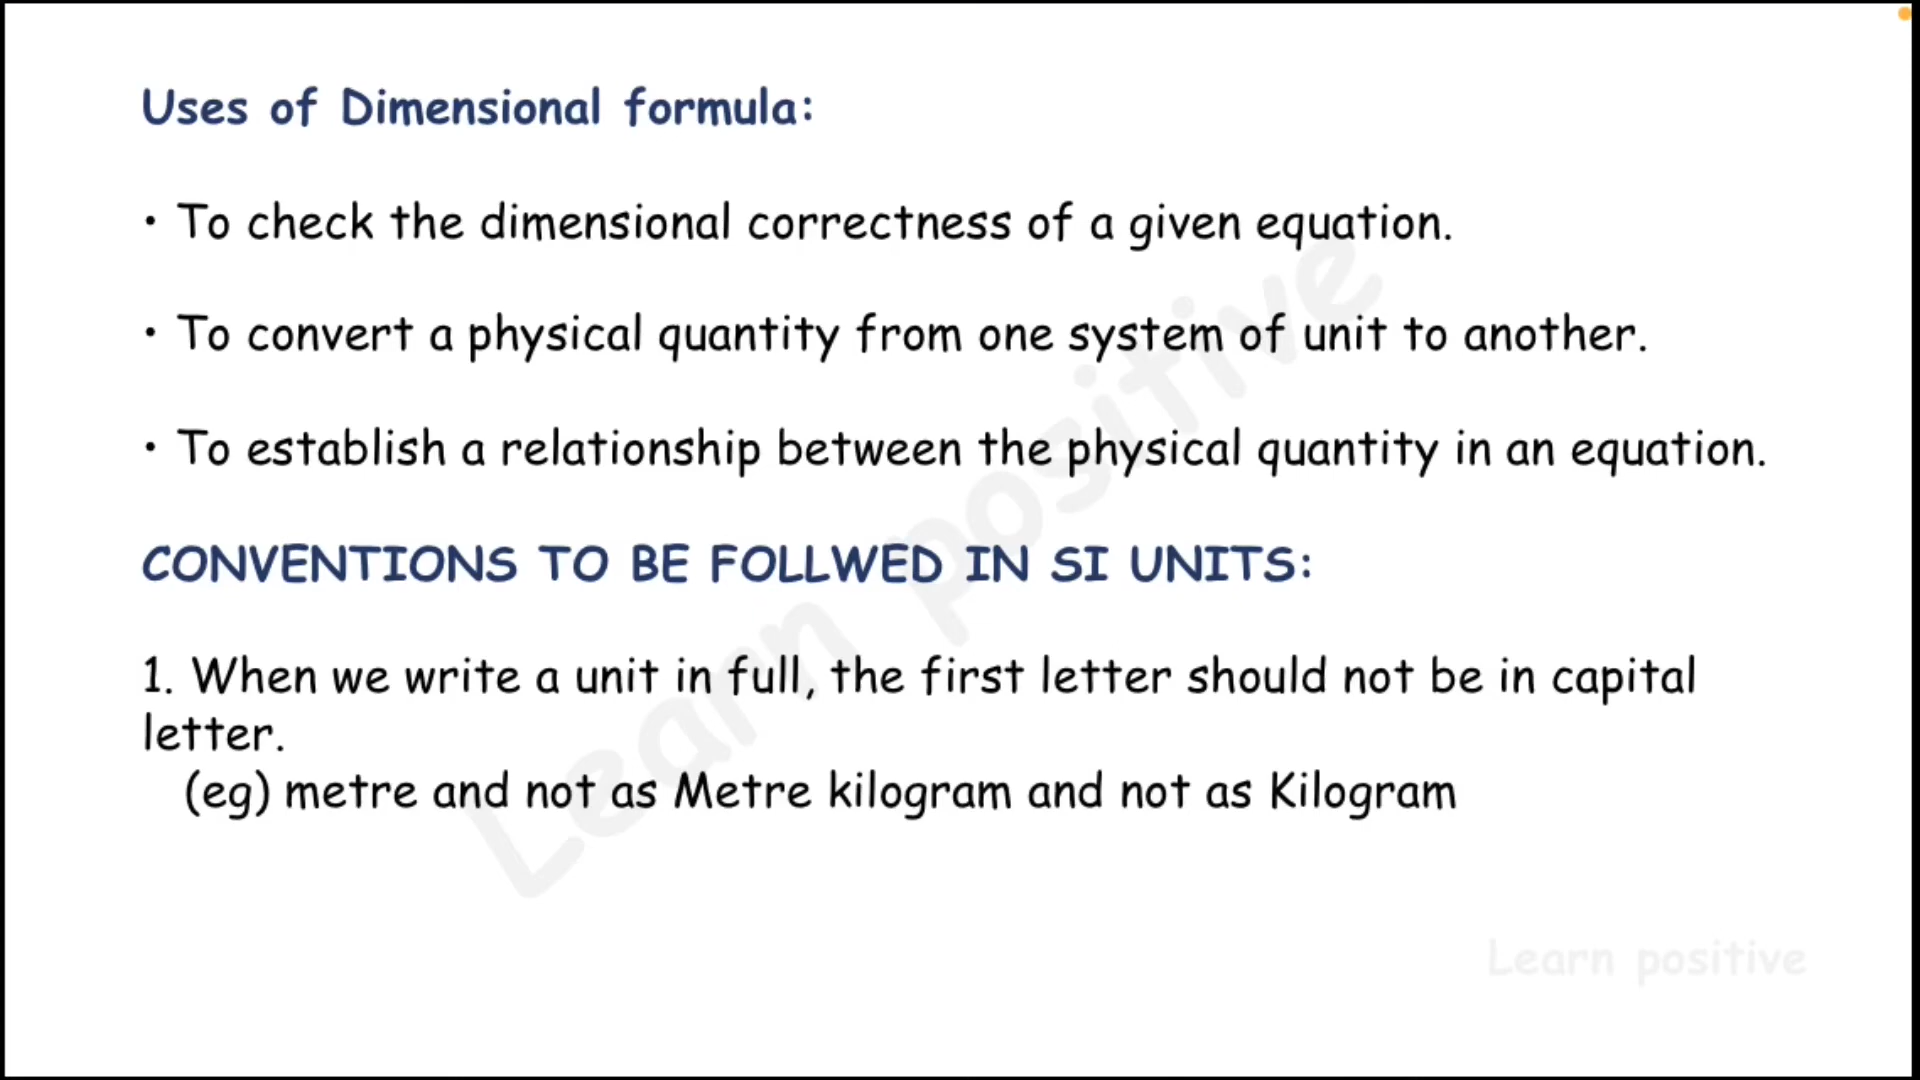 Uses of Dimensional formula:
• To check the dimensional correctness of a given equation.
• To convert a physical quantity from one system of unit to another.
• To establish a relationship between the physical quantity in an equation.
CONVENTIONS TO BE FOLLWED IN SI UNITS:
1. When we write a unit in full, the first letter should not be in capital
letter.
(eg) metre and not as Metre kilogram and not as Kilogram
Learn positive
Learn positive